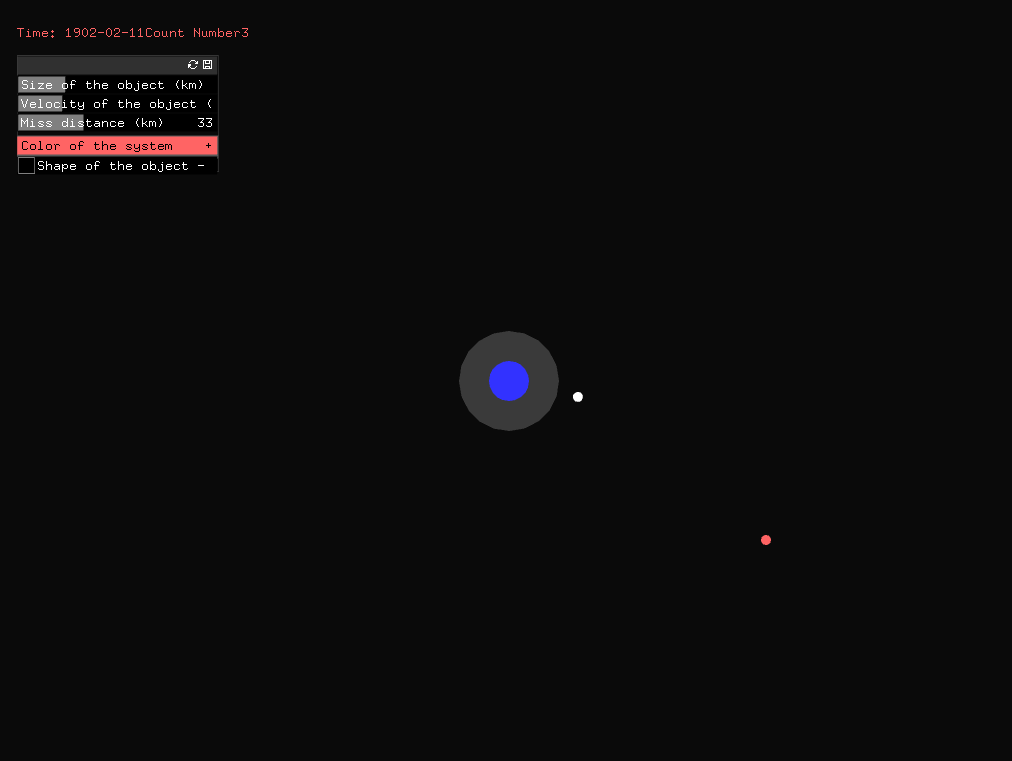 Time: 1902-02-11Count Number3
Size of the object (km)
Velocity of the object (
Miss distance (km) 33
Color of the system +
Shape of the object -